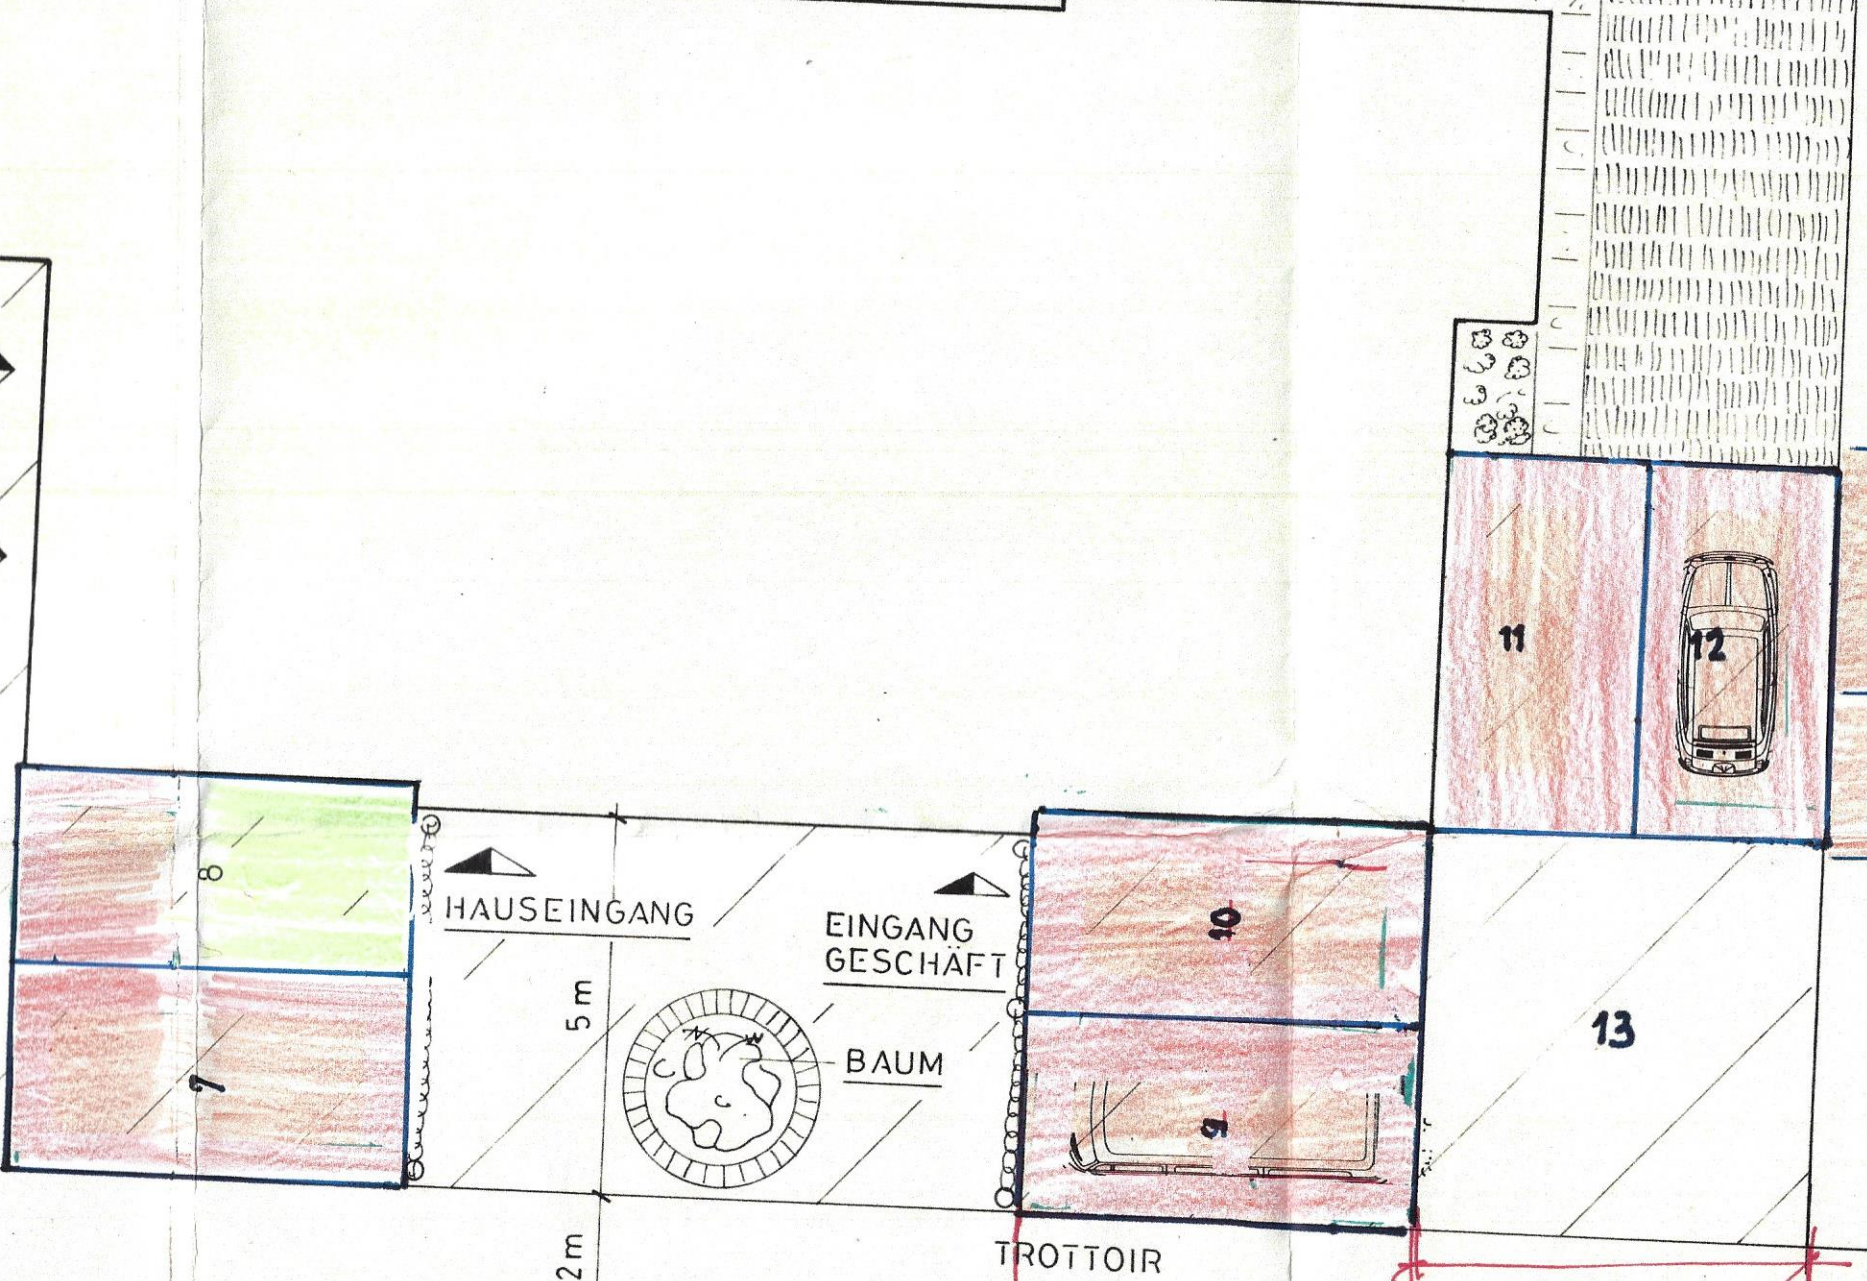 11
12
8
HAUSEINGANG
EINGANG
GESCHÄFT
10
5 m
BAUM
13
7
9
2 m
TROTTOIR